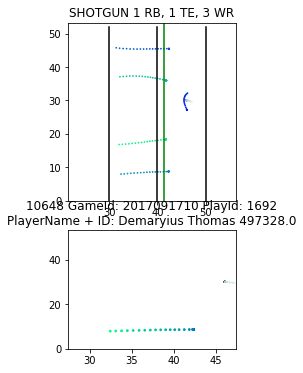 SHOTGUN 1 RB, 1 TE, 3 WR
50
40
30
20
10
0
30 40 50
10648 GameId: 2017091710 PlayId: 1692
PlayerName + ID: Demaryius Thomas 497328.0
40
20
0
30 35 40 45